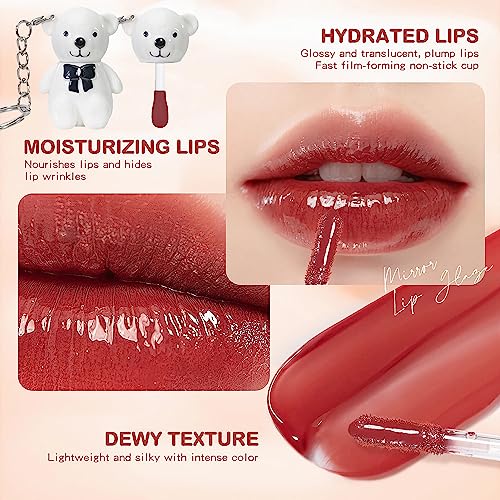 HYDRATED LIPS
Glossy and translucent, plump lips
Fast film-forming non-stick cup
MOISTURIZING LIPS
Nourishes lips and hides
lip wrinkles
Mirror
Lip Glaze
DEWY TEXTURE
Lightweight and silky with intense color